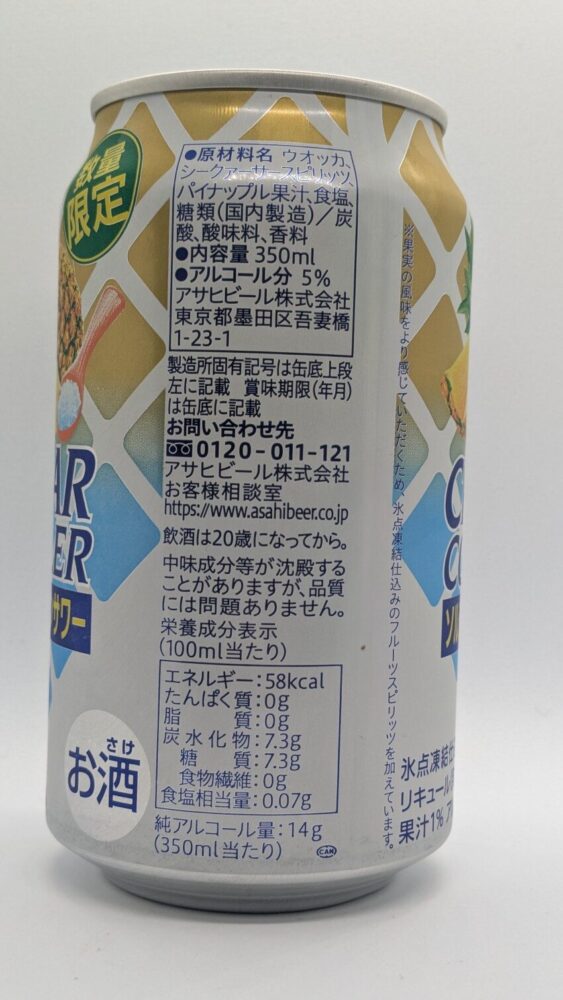 数量
限定
●原材料名 ウオッカ、
シークァーサースピリッツ、
パイナップル果汁、食塩、
糖類(国内製造)/炭
酸、酸味料、香料
●内容量 350ml
●アルコール分 5%
アサヒビール株式会社
東京都墨田区吾妻橋
1-23-1
製造所固有記号は缶底上段
左に記載 賞味期限(年月)
は缶底に記載
お問い合わせ先
0120-011-121
アサヒビール株式会社
お客様相談室
https://www.asahibeer.co.jp
飲酒は20歳になってから。
中味成分等が沈殿する
ことがありますが、品質
には問題ありません。
栄養成分表示
(100ml当たり)
エネルギー:58kcal
たんぱく質:0g
脂質:0g
炭水化物:7.3g
糖質:7.3g
食物繊維:0g
食塩相当量:0.07g
純アルコール量:14g
(350ml当たり)
CAN
※果実の風味をより感じていただくため、氷点凍結仕込みのフルーツスピリッツを加えています。
AR
ER
サワー
さけ
お酒
C
C
ソル
氷点凍結仕
リキュール
果汁1% ア